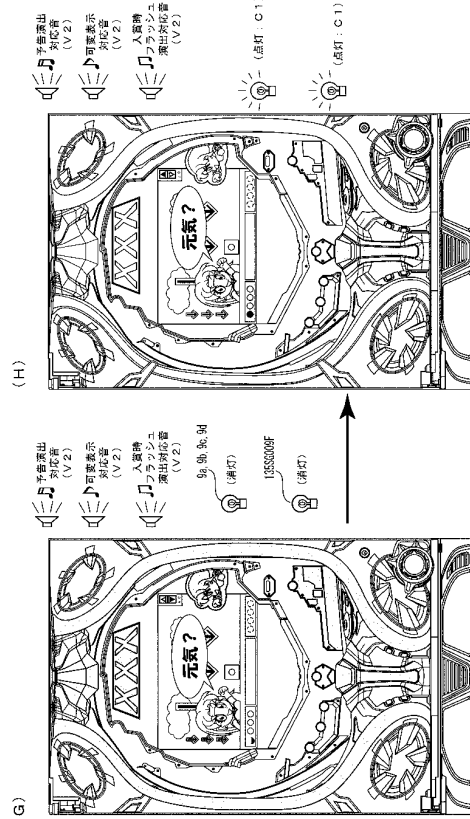 G)
予告演出
対応音
(V2)
可変表示
対応音
(V2)
入賞時
フラッシュ
演出対応音
(V2)
9a, 9b, 9c, 9d
(消灯)
135SG009F
(消灯)
XXX
元気？
(H)
予告演出
対応音
(V2)
可変表示
対応音
(V2)
入賞時
フラッシュ
演出対応音
(V2)
(点灯：C1
(点灯：C1)
XXX
元気？